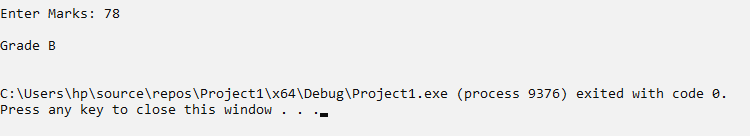 Enter Marks: 78
Grade B
C:\Users\hp\source\repos\Project1\x64\Debug\Project1.exe (process 9376) exited with code 0.
Press any key to close this window . . .